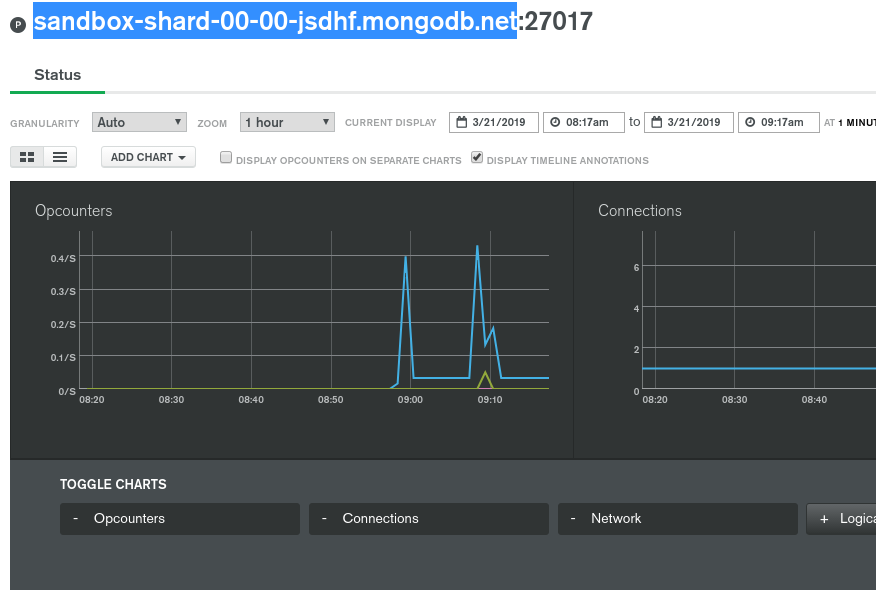 P sandbox-shard-00-00-jsdhf.mongodb.net:27017
Status
GRANULARITY Auto ZOOM 1 hour CURRENT DISPLAY 3/21/2019 08:17am to 3/21/2019 09:17am AT 1 MINUT
ADD CHART DISPLAY OPCOUNTERS ON SEPARATE CHARTS DISPLAY TIMELINE ANNOTATIONS
Opcounters
0.4/S
0.3/S
0.2/S
0.1/S
0/S
08:20 08:30 08:40 08:50 09:00 09:10
Connections
6
4
2
0
08:20 08:30 08:40
TOGGLE CHARTS
- Opcounters - Connections - Network + Logica